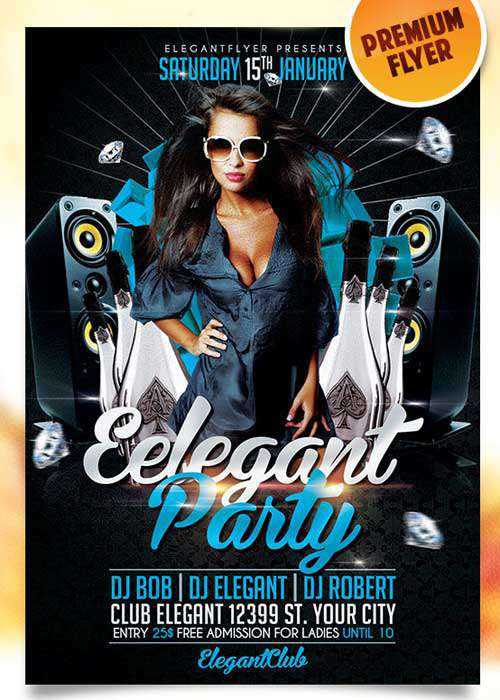 PREMIUM
FLYER
ELEGANTFLYER PRESENTS
SATURDAY 15TH JANUARY
Eelegant
Party
DJ BOB | DJ ELEGANT | DJ ROBERT
CLUB ELEGANT 12399 ST. YOUR CITY
ENTRY 25$ FREE ADMISSION FOR LADIES UNTIL 10
ElegantClub